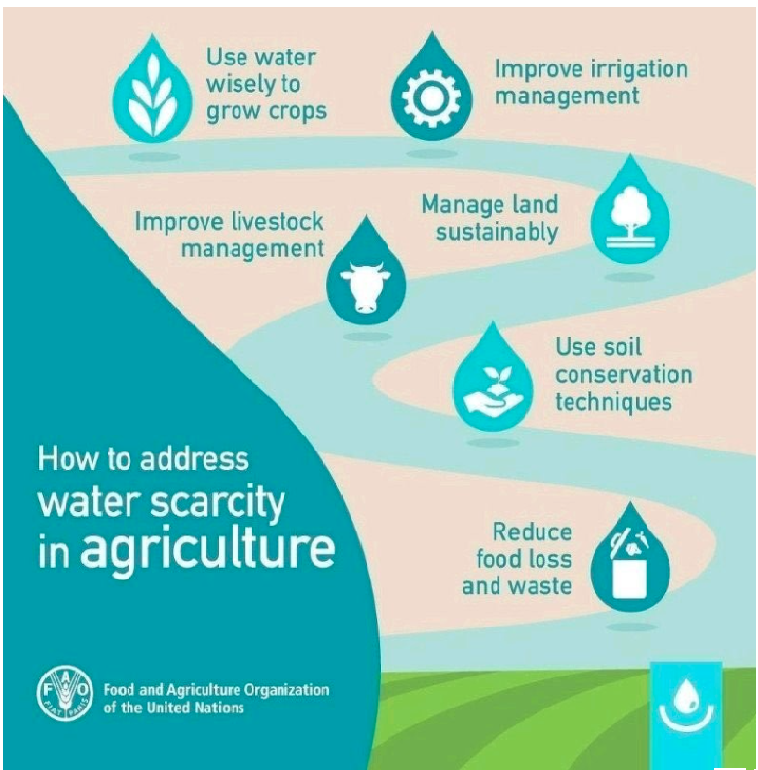 Use water
wisely to
grow crops
Improve irrigation
management
Manage land
sustainably
Improve livestock
management
Use soil
conservation
techniques
How to address
water scarcity
in agriculture
Reduce
food loss
and waste
FAO
FIAT PANIS
Food and Agriculture Organization
of the United Nations